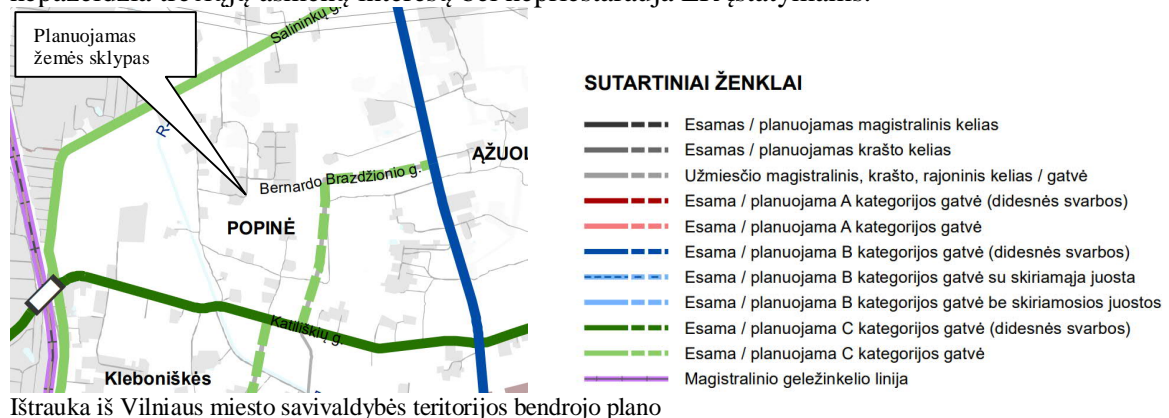 Planuojamas
žemės sklypas
Salininkų g.
R-
ĄŽUOL
Bernardo Brazdžionio g.
POPINĖ
Katiliškių g.
Kleboniškės
SUTARTINIAI ŽENKLAI
Esamas / planuojamas magistralinis kelias
Esamas / planuojamas krašto kelias
Užmiesčio magistralinis, krašto, rajoninis kelias / gatvė
Esama / planuojama A kategorijos gatvė (didesnės svarbos)
Esama / planuojama A kategorijos gatvė
Esama / planuojama B kategorijos gatvė (didesnės svarbos)
Esama / planuojama B kategorijos gatvė su skiriamąja juosta
Esama / planuojama B kategorijos gatvė be skiriamosios juostos
Esama / planuojama C kategorijos gatvė (didesnės svarbos)
Esama / planuojama C kategorijos gatvė
Magistralinio geležinkelio linija
Ištrauka iš Vilniaus miesto savivaldybės teritorijos bendrojo plano